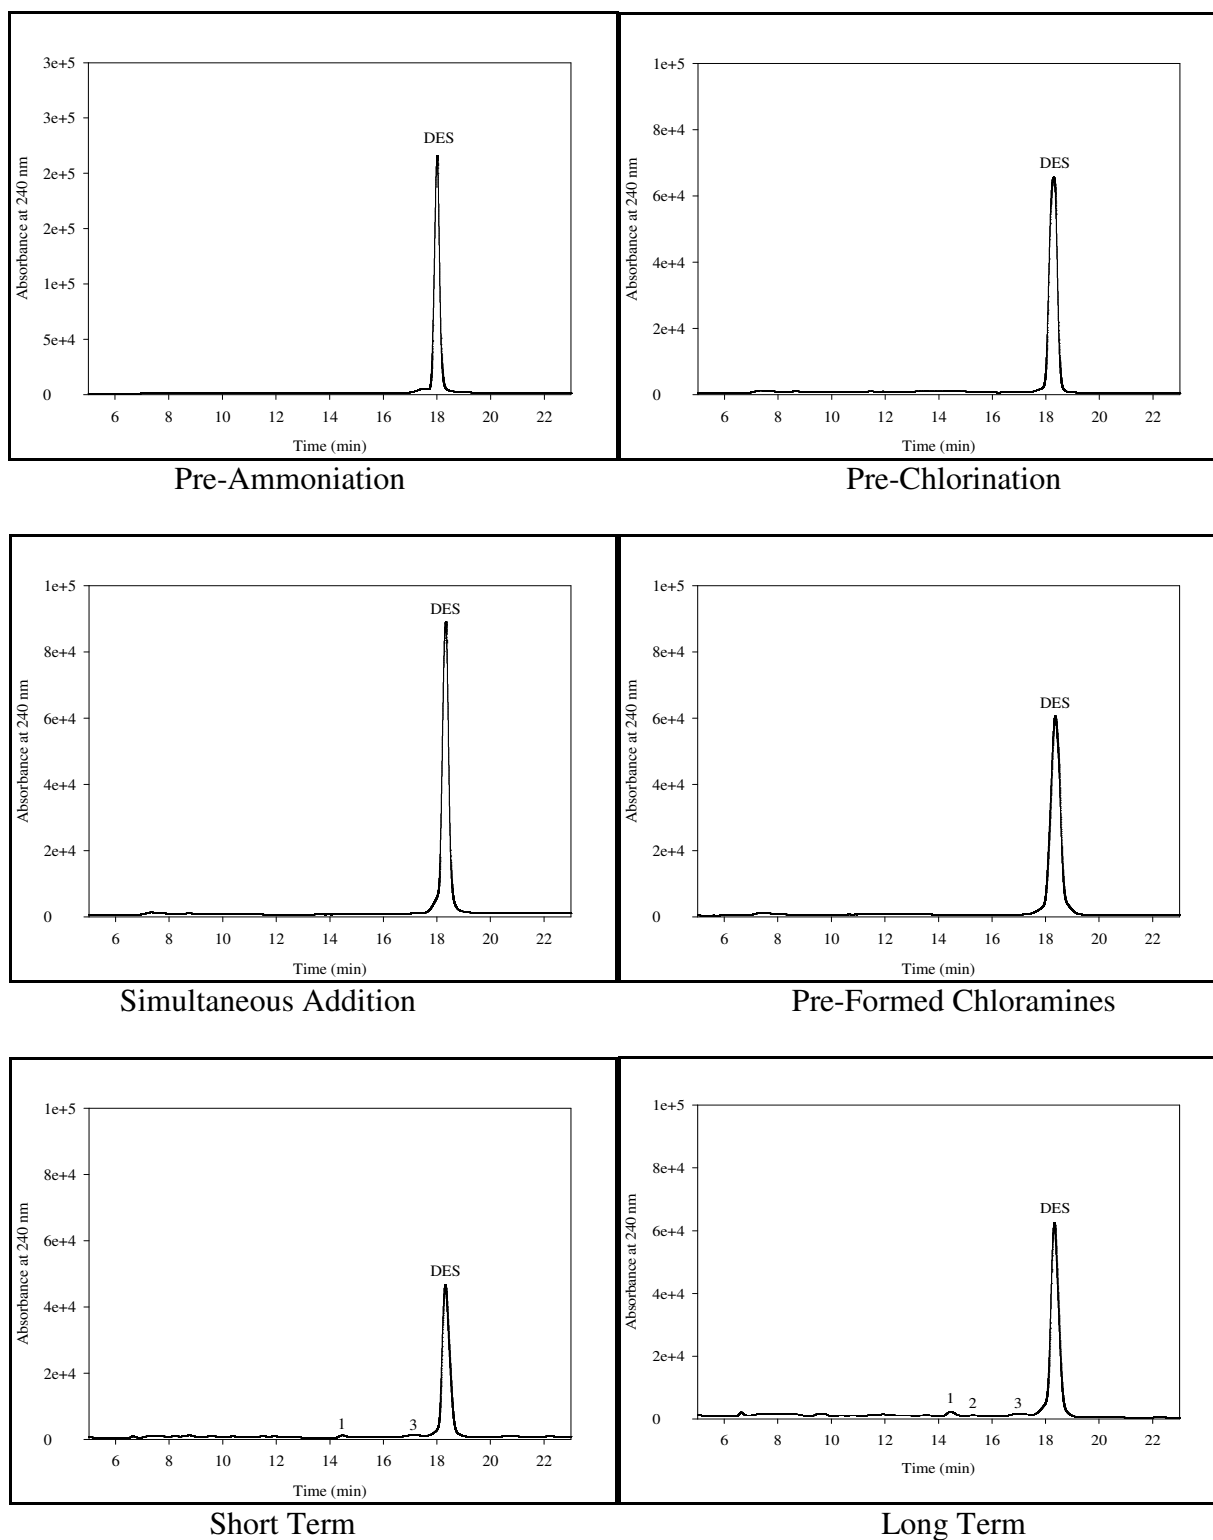 3e+5
3e+5
2e+5
2e+5
1e+5
5e+4
0
Absorbance at 240 nm
DES
6 8 10 12 14 16 18 20 22
Time (min)
Pre-Ammoniation
1e+5
8e+4
6e+4
4e+4
2e+4
0
Absorbance at 240 nm
DES
6 8 10 12 14 16 18 20 22
Time (min)
Pre-Chlorination
1e+5
8e+4
6e+4
4e+4
2e+4
0
Absorbance at 240 nm
DES
6 8 10 12 14 16 18 20 22
Time (min)
Simultaneous Addition
1e+5
8e+4
6e+4
4e+4
2e+4
0
Absorbance at 240 nm
DES
6 8 10 12 14 16 18 20 22
Time (min)
Pre-Formed Chloramines
1e+5
8e+4
6e+4
4e+4
2e+4
0
Absorbance at 240 nm
DES
1 3
6 8 10 12 14 16 18 20 22
Time (min)
Short Term
1e+5
8e+4
6e+4
4e+4
2e+4
0
Absorbance at 240 nm
DES
1 2 3
6 8 10 12 14 16 18 20 22
Time (min)
Long Term